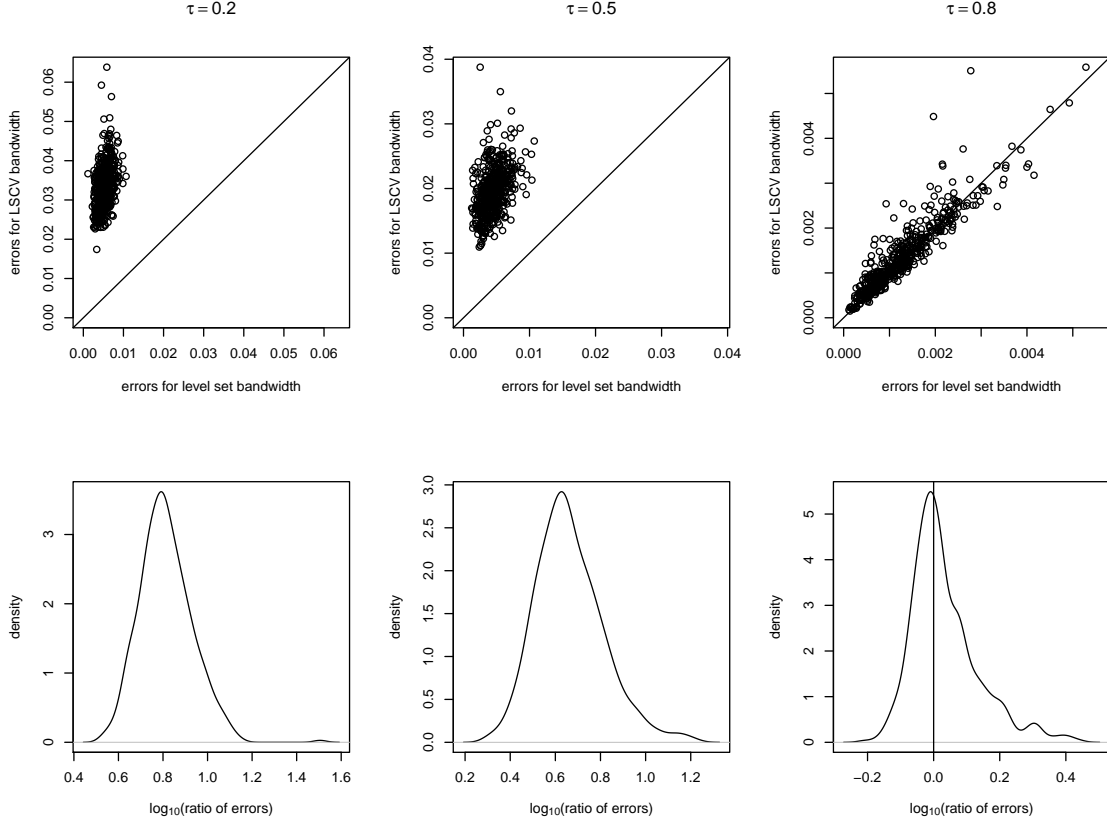 τ = 0.2
τ = 0.5
τ = 0.8
errors for LSCV bandwidth
0.00 0.01 0.02 0.03 0.04 0.05 0.06
0.00 0.01 0.02 0.03 0.04 0.05 0.06
errors for level set bandwidth
errors for LSCV bandwidth
0.00 0.01 0.02 0.03 0.04
0.00 0.01 0.02 0.03 0.04
errors for level set bandwidth
errors for LSCV bandwidth
0.000 0.002 0.004
0.000 0.002 0.004
errors for level set bandwidth
density
0 1 2 3
0.4 0.6 0.8 1.0 1.2 1.4 1.6
log10(ratio of errors)
density
0.0 0.5 1.0 1.5 2.0 2.5 3.0
0.2 0.4 0.6 0.8 1.0 1.2
log10(ratio of errors)
density
0 1 2 3 4 5
−0.2 0.0 0.2 0.4
log10(ratio of errors)